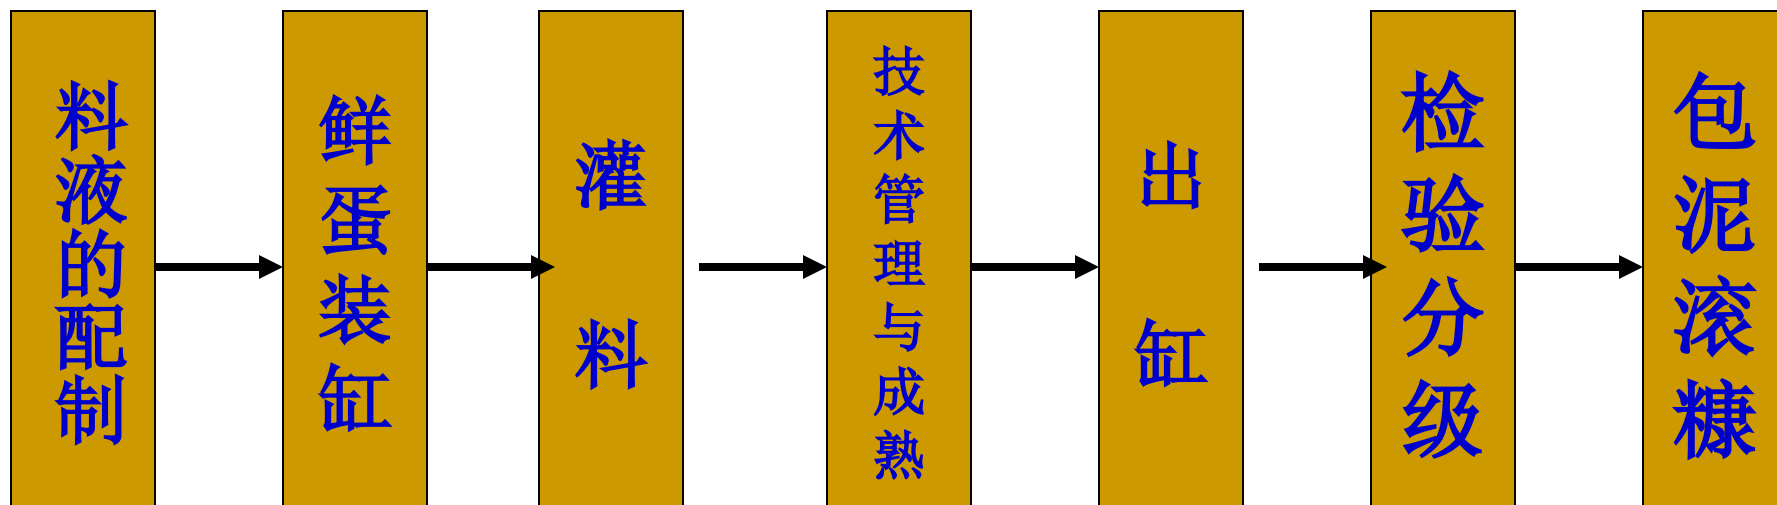 料液的配制
鲜蛋装缸
灌料
技术管理与成熟
出缸
检验分级
包泥滚糠